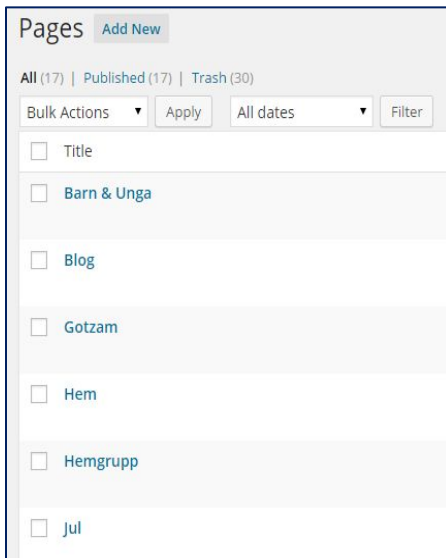 Pages Add New
All (17) | Published (17) | Trash (30)
Bulk Actions Apply All dates Filter
Title
Barn & Unga
Blog
Gotzam
Hem
Hemgrupp
Jul